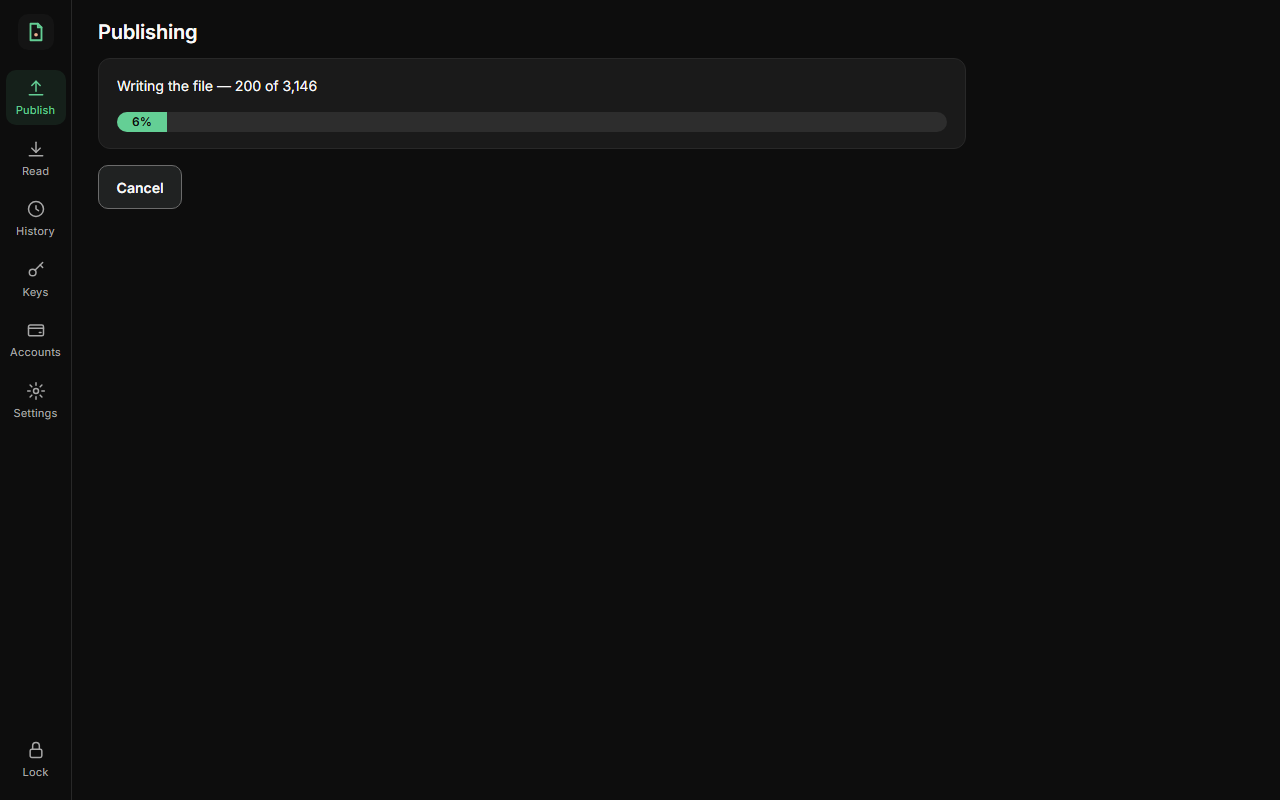 Publishing
Writing the file — 200 of 3,146
6%
Cancel
Publish
Read
History
Keys
Accounts
Settings
Lock